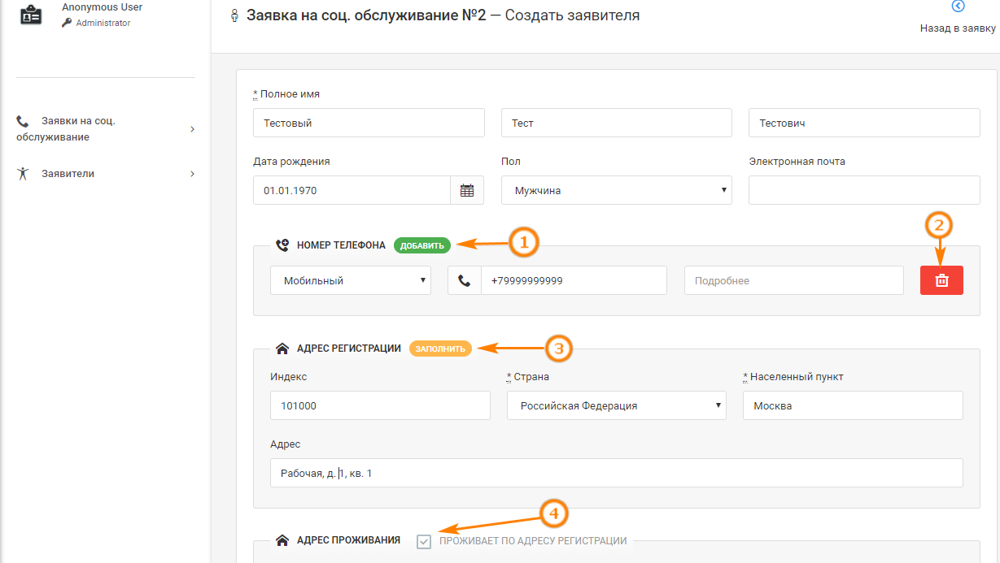 Anonymous User
Administrator
Заявки на соц.
обслуживание
Заявители
Заявка на соц. обслуживание №2 — Создать заявителя
Назад в заявку
* Полное имя
Тестовый
Тест
Тестович
Дата рождения
Пол
Электронная почта
01.01.1970
Мужчина
НОМЕР ТЕЛЕФОНА ДОБАВИТЬ
1
2
Мобильный
+79999999999
Подробнее
АДРЕС РЕГИСТРАЦИИ ЗАПОЛНИТЬ
3
Индекс
* Страна
* Населенный пункт
101000
Российская Федерация
Москва
Адрес
Рабочая, д. 1, кв. 1
4
АДРЕС ПРОЖИВАНИЯ ПРОЖИВАЕТ ПО АДРЕСУ РЕГИСТРАЦИИ